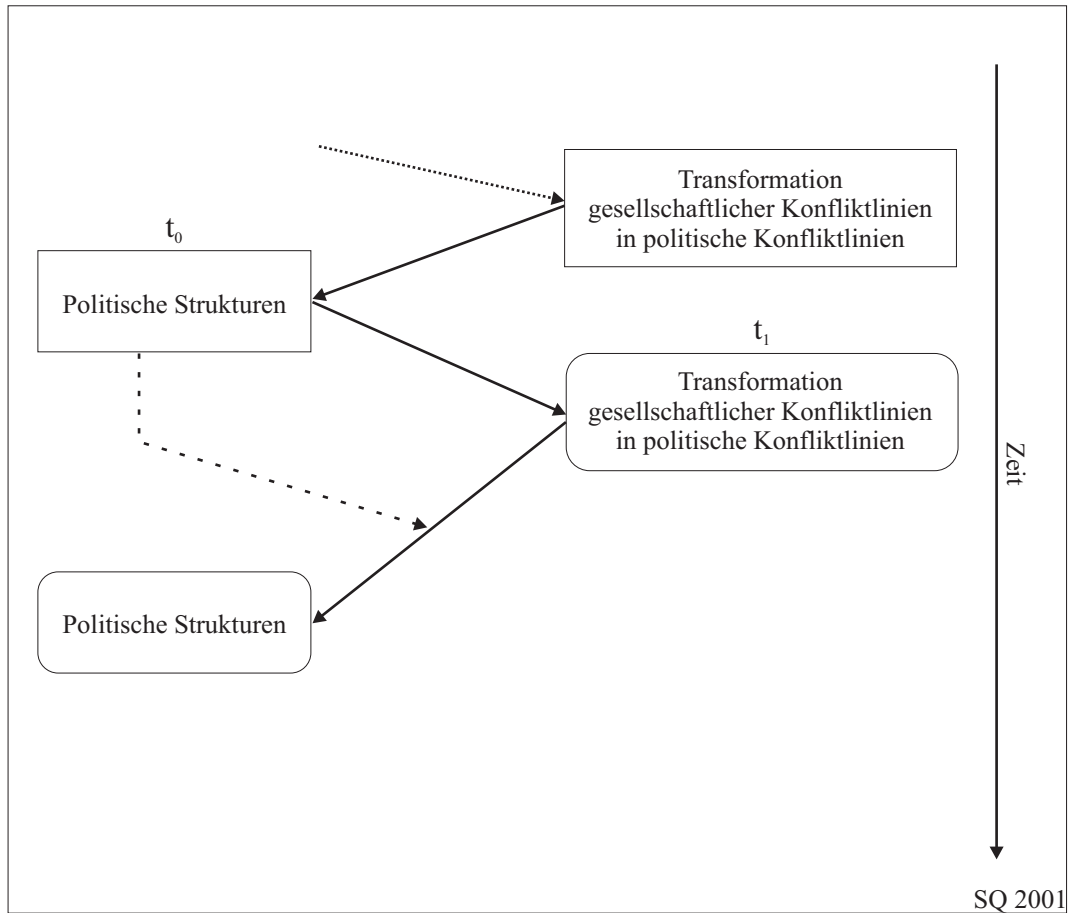 Transformation
gesellschaftlicher Konfliktlinien
in politische Konfliktlinien
t₀
Politische Strukturen
t₁
Transformation
gesellschaftlicher Konfliktlinien
in politische Konfliktlinien
Zeit
Politische Strukturen
SQ 2001